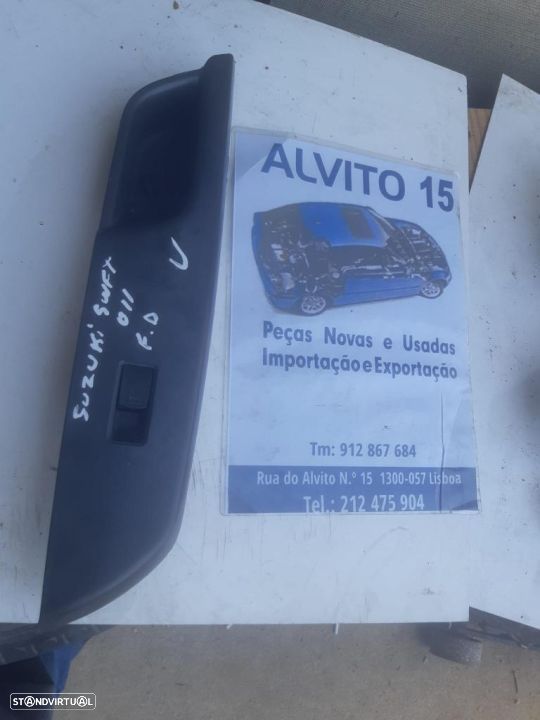 SUZUKI SWFT
011
F.D
V
ALVITO 15
Peças Novas e Usadas
Importação e Exportação
Tm: 912 867 684
Rua do Alvito N.º 15 1300-057 Lisboa
Tel.: 212 475 904
STANDVIRTUAL